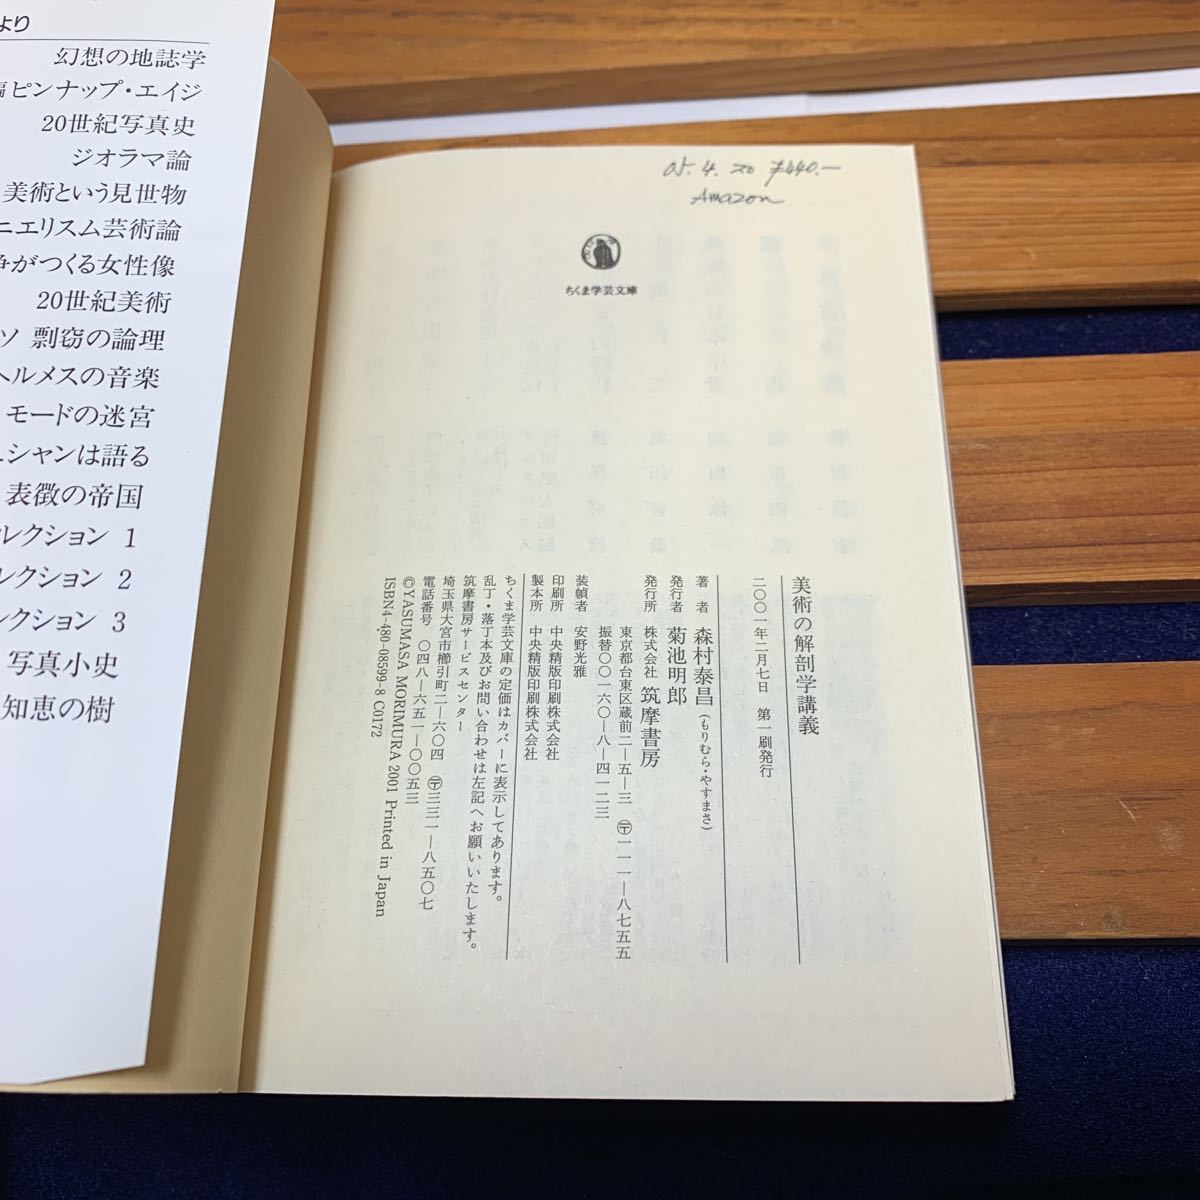 より
幻想の地誌学
ピンナップ・エイジ
20世紀写真史
ジオラマ論
美術という見世物
ニエリスム芸術論
がつくる女性像
20世紀美術
ソ 剽窃の論理
ヘルメスの音楽
モードの迷宮
シャンは語る
表徴の帝国
レクション 1
レクション 2
レクション 3
写真小史
知恵の樹
05. 4. 20 ¥640.—
Amazon
ちくま学芸文庫
美術の解剖学講義
二〇〇一年二月七日 第一刷発行
著 者 森村泰昌(もりむら・やすまさ)
発行者 菊池明郎
発行所 株式会社 筑摩書房
東京都台東区蔵前二—五—三 〒一一一—八七五五
振替〇〇一六〇—八—四一二三
装幀者 安野光雅
印刷所 中央精版印刷株式会社
製本所 中央精版印刷株式会社
ちくま学芸文庫の定価はカバーに表示してあります。
乱丁・落丁本及びお問い合わせは左記へお願いいたします。
筑摩書房サービスセンター
埼玉県大宮市櫛引町二—六〇四 〒三三一—八五〇七
電話番号 〇四八—六五一—〇〇五三
©YASUMASA MORIMURA 2001 Printed in Japan
ISBN4-480-08599-8 C0172